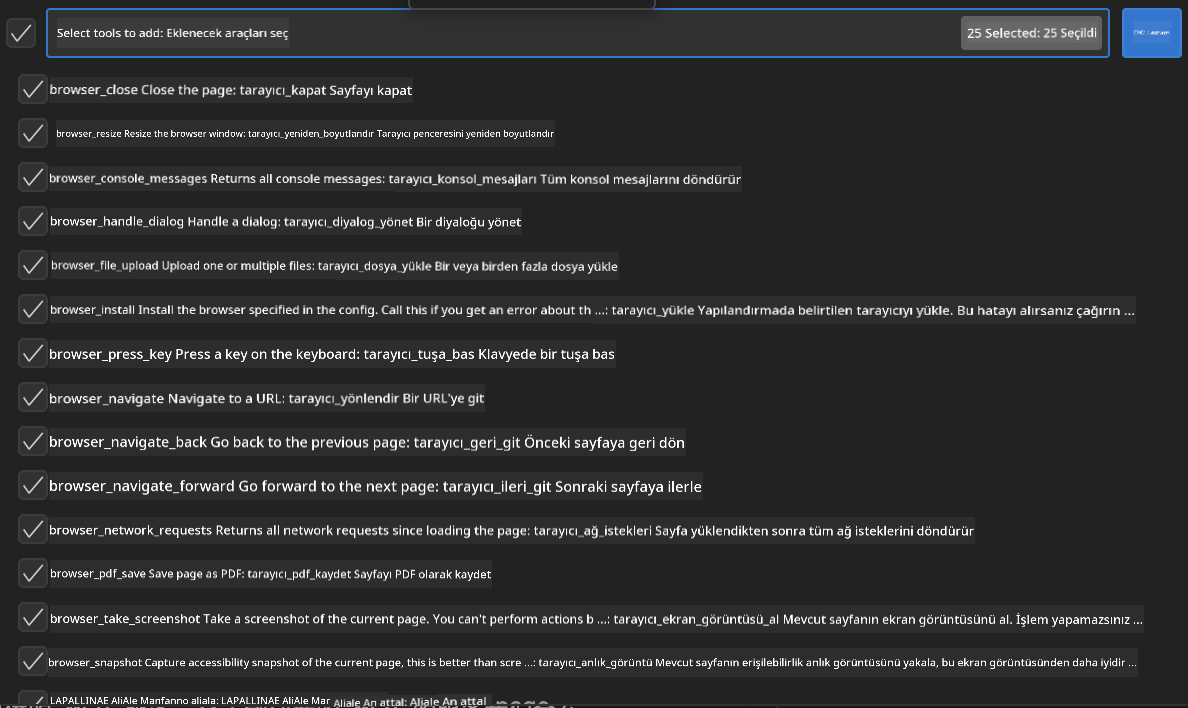 Select tools to add: Eklenecek araçları seç
25 Selected: 25 Seçildi
browser_close Close the page: tarayıcı_kapat Sayfayı kapat
browser_resize Resize the browser window: tarayıcı_yeniden_boyutlandır Tarayıcı penceresini yeniden boyutlandır
browser_console_messages Returns all console messages: tarayıcı_konsol_mesajları Tüm konsol mesajlarını döndürür
browser_handle_dialog Handle a dialog: tarayıcı_diyalog_yönet Bir diyaloğu yönet
browser_file_upload Upload one or multiple files: tarayıcı_dosya_yükle Bir veya birden fazla dosya yükle
browser_install Install the browser specified in the config. Call this if you get an error about th ...: tarayıcı_yükle Yapılandırmada belirtilen tarayıcıyı yükle. Bu hatayı alırsanız çağırın ...
browser_press_key Press a key on the keyboard: tarayıcı_tuşa_bas Klavyede bir tuşa bas
browser_navigate Navigate to a URL: tarayıcı_yönlendir Bir URL'ye git
browser_navigate_back Go back to the previous page: tarayıcı_geri_git Önceki sayfaya geri dön
browser_navigate_forward Go forward to the next page: tarayıcı_ileri_git Sonraki sayfaya ilerle
browser_network_requests Returns all network requests since loading the page: tarayıcı_ağ_istekleri Sayfa yüklendikten sonra tüm ağ isteklerini döndürür
browser_pdf_save Save page as PDF: tarayıcı_pdf_kaydet Sayfayı PDF olarak kaydet
browser_take_screenshot Take a screenshot of the current page. You can't perform actions b ...: tarayıcı_ekran_görüntüsü_al Mevcut sayfanın ekran görüntüsünü al. İşlem yapamazsınız ...
browser_snapshot Capture accessibility snapshot of the current page, this is better than scre ...: tarayıcı_anlık_görüntü Mevcut sayfanın erişilebilirlik anlık görüntüsünü yakala, bu ekran görüntüsünden daha iyidir ...
LAPALLINAE AliAle Manfanno aliala: LAPALLINAE AliAle Mar